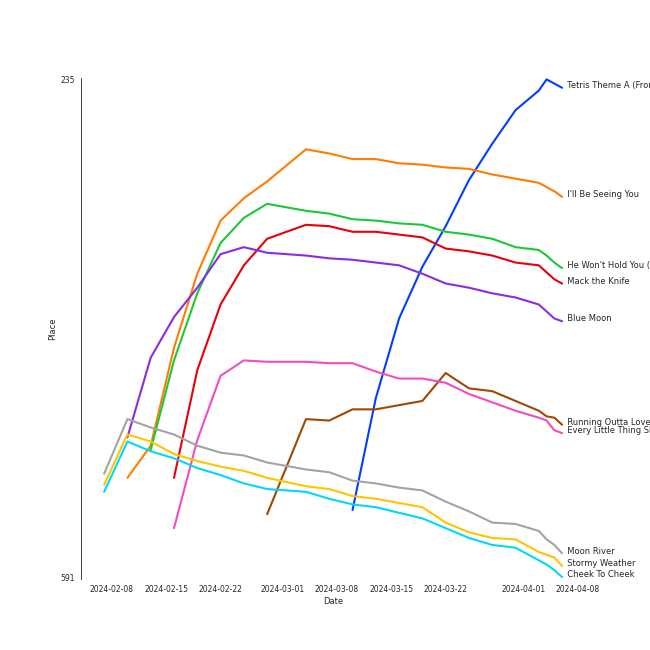 235
Tetris Theme A (From
I'll Be Seeing You
He Won't Hold You (
Mack the Knife
Blue Moon
Place
Running Outta Love
Every Little Thing S
Moon River
Stormy Weather
Cheek To Cheek
591
2024-02-08 2024-02-15 2024-02-22 2024-03-01 2024-03-08 2024-03-15 2024-03-22 2024-04-01 2024-04-08
Date